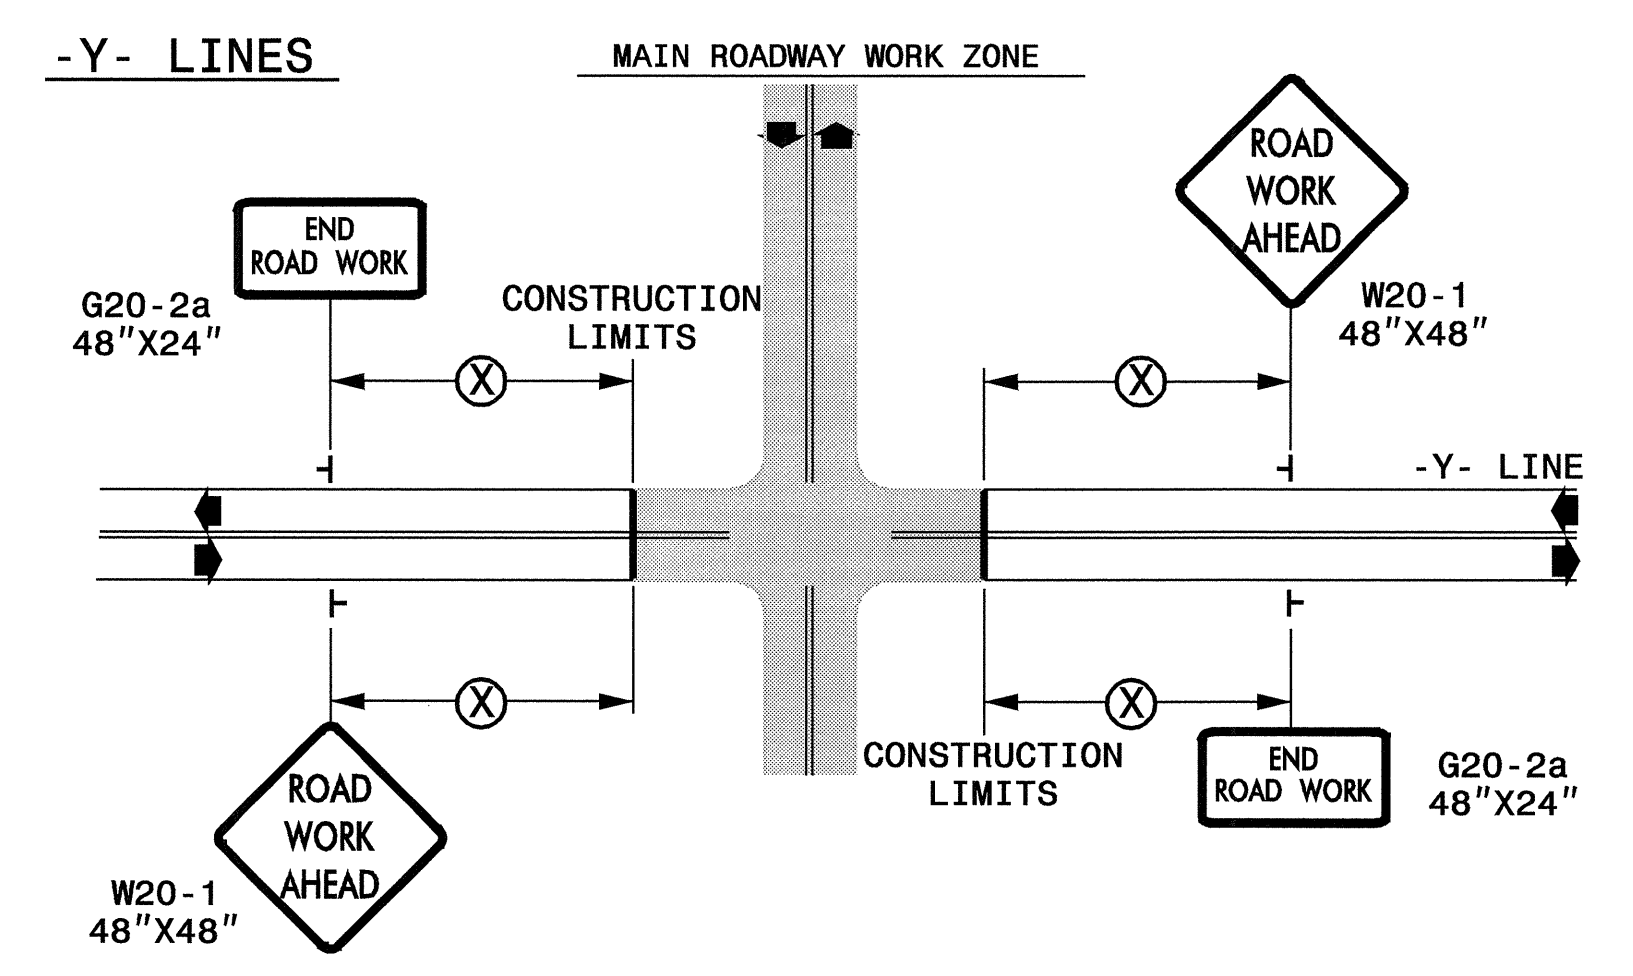 -Y- LINES
MAIN ROADWAY WORK ZONE
ROAD
WORK
AHEAD
END
ROAD WORK
G20-2a
48"X24"
CONSTRUCTION
LIMITS
W20-1
48"X48"
X
X
-Y- LINE
X
X
CONSTRUCTION
LIMITS
END
ROAD WORK
G20-2a
48"X24"
ROAD
WORK
AHEAD
W20-1
48"X48"